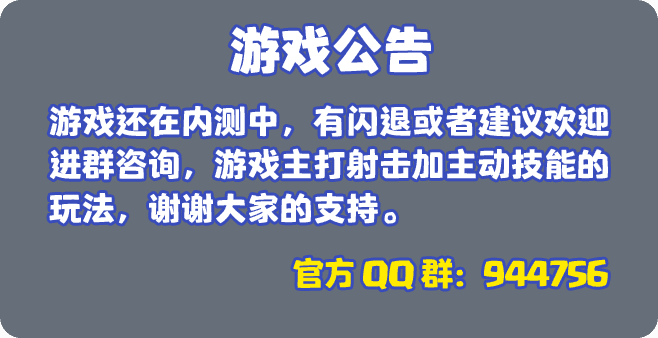 游戏公告
游戏还在内测中，有闪退或者建议欢迎
进群咨询，游戏主打射击加主动技能的
玩法，谢谢大家的支持。
官方 QQ 群：944756